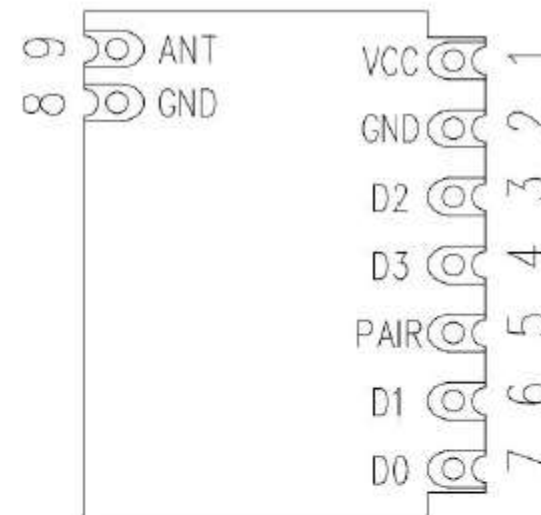 9 ANT
8 GND
VCC 1
GND 2
D2 3
D3 4
PAIR 5
D1 6
D0 7